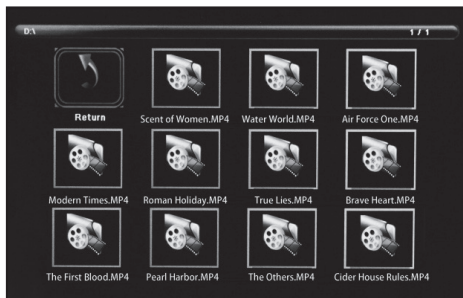 D:\ 1 / 1
Return Scent of Women.MP4 Water World.MP4 Air Force One.MP4
Modern Times.MP4 Roman Holiday.MP4 True Lies.MP4 Brave Heart.MP4
The First Blood.MP4 Pearl Harbor.MP4 The Others.MP4 Cider House Rules.MP4